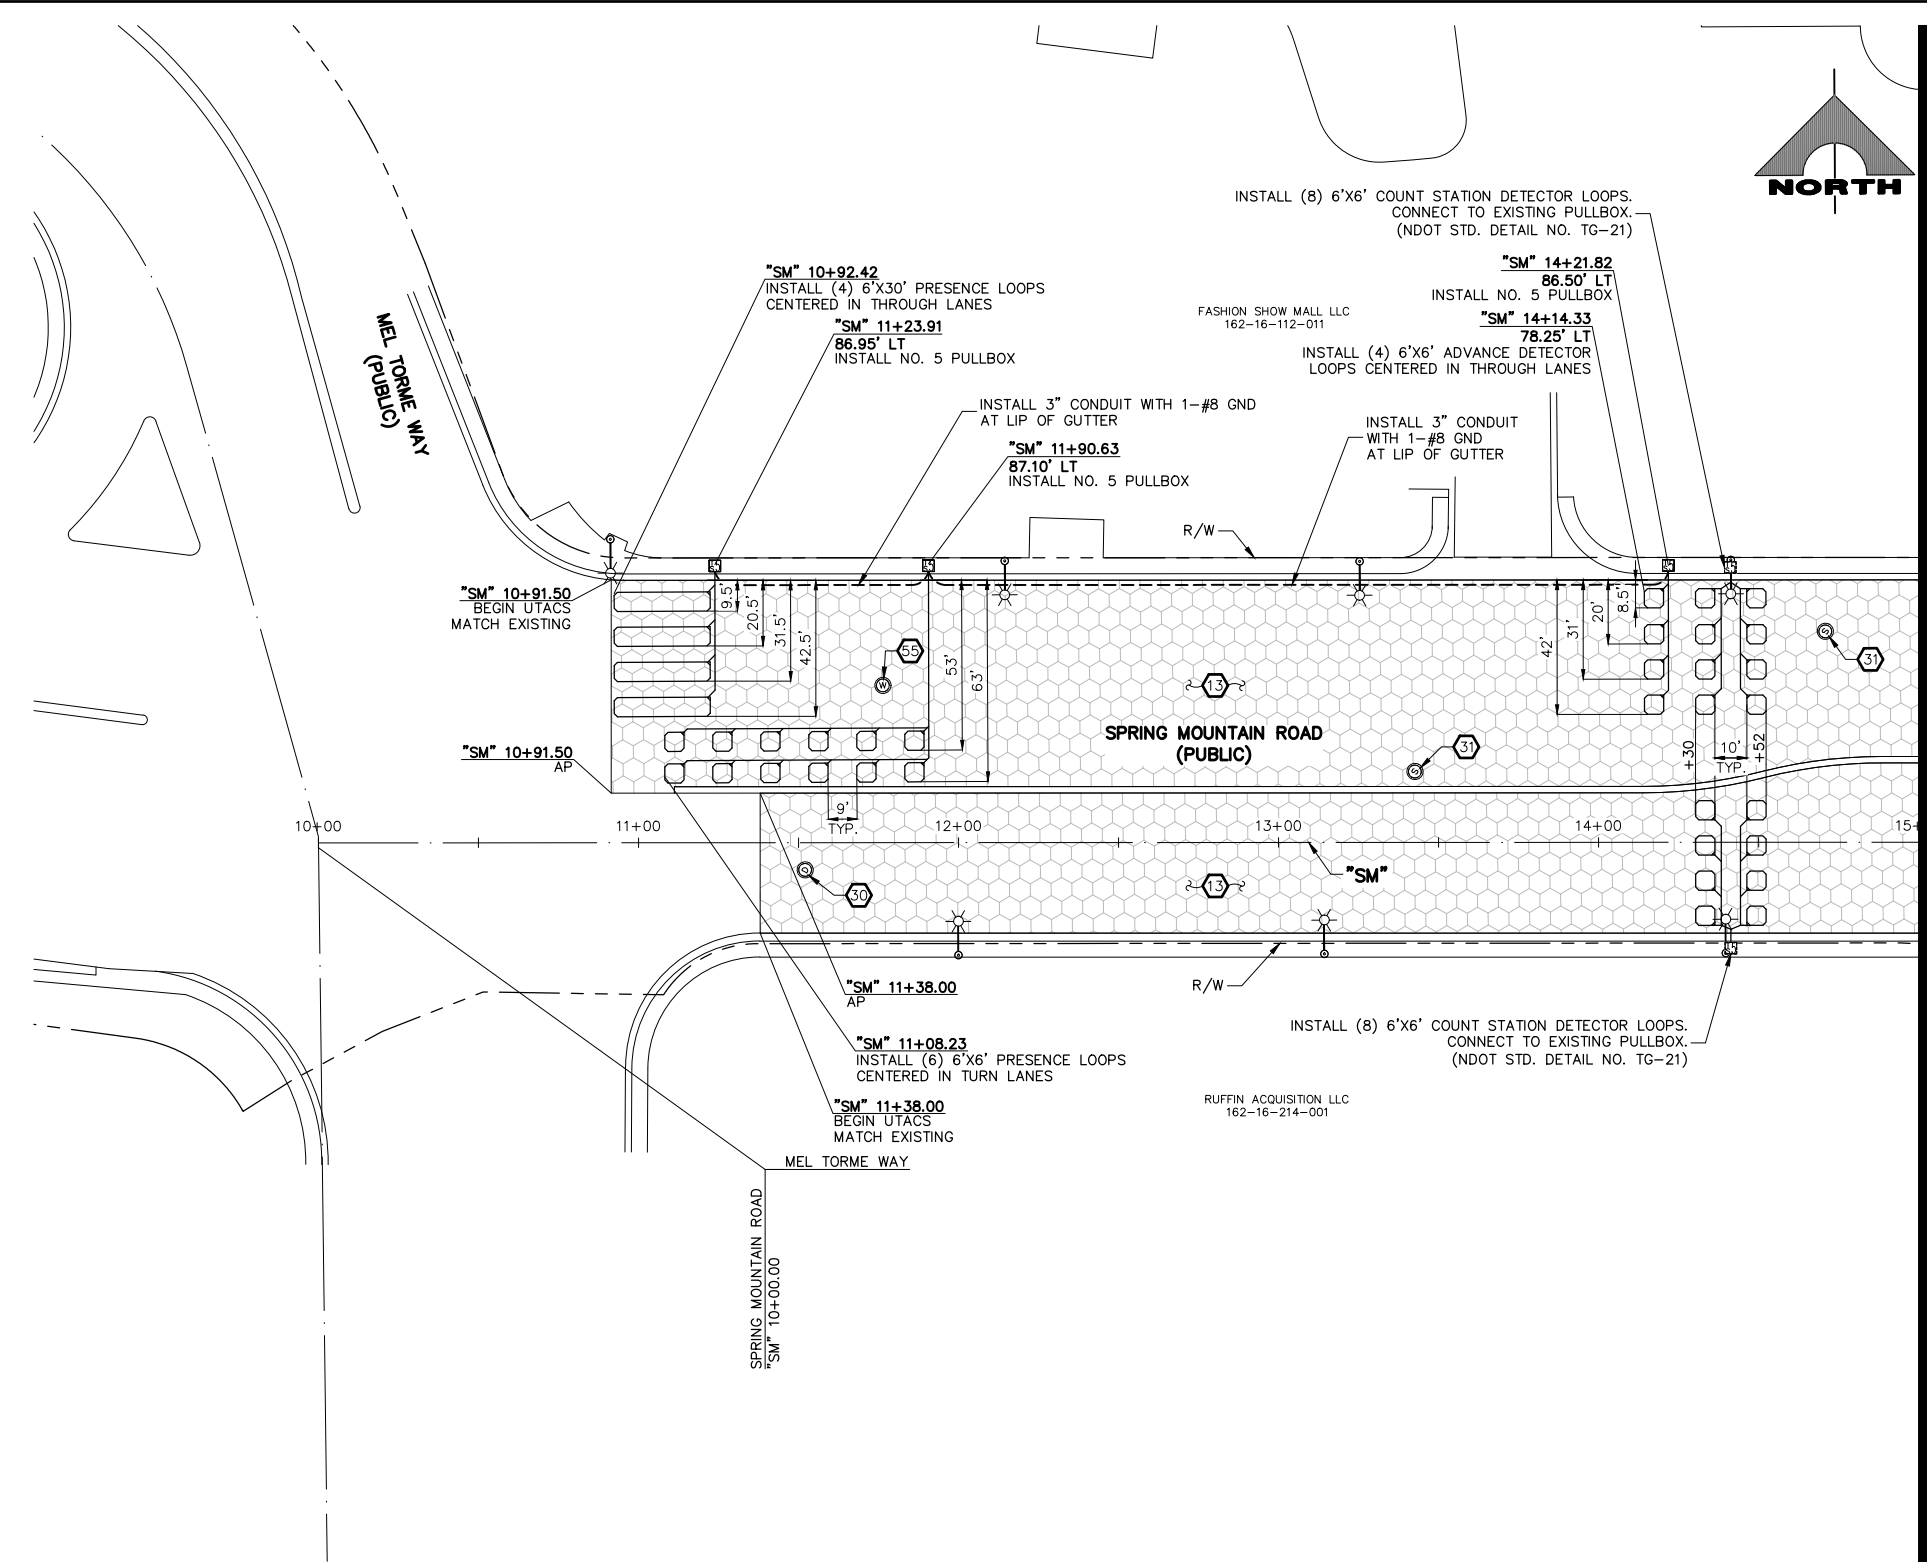 NORTH
INSTALL (8) 6'X6' COUNT STATION DETECTOR LOOPS.
CONNECT TO EXISTING PULLBOX.
(NDOT STD. DETAIL NO. TG-21)
"SM" 14+21.82
86.50' LT
INSTALL NO. 5 PULLBOX
"SM" 14+14.33
78.25' LT
INSTALL (4) 6'X6' ADVANCE DETECTOR
LOOPS CENTERED IN THROUGH LANES
FASHION SHOW MALL LLC
162-16-112-011
"SM" 10+92.42
INSTALL (4) 6'X30' PRESENCE LOOPS
CENTERED IN THROUGH LANES
"SM" 11+23.91
86.95' LT
INSTALL NO. 5 PULLBOX
MEL TORME WAY
(PUBLIC)
INSTALL 3" CONDUIT WITH 1-#8 GND
AT LIP OF GUTTER
"SM" 11+90.63
87.10' LT
INSTALL NO. 5 PULLBOX
INSTALL 3" CONDUIT
WITH 1-#8 GND
AT LIP OF GUTTER
R/W
"SM" 10+91.50
BEGIN UTACS
MATCH EXISTING
9.5'
20.5'
31.5'
42.5'
55
W
53'
63'
13
42'
31'
20'
8.5'
S
31
SPRING MOUNTAIN ROAD
(PUBLIC)
S
31
+30
10'
TYP.
+52
"SM" 10+91.50
AP
9'
TYP.
10+00
11+00
12+00
13+00
14+00
15+
"SM"
D
30
13
R/W
"SM" 11+38.00
AP
"SM" 11+08.23
INSTALL (6) 6'X6' PRESENCE LOOPS
CENTERED IN TURN LANES
"SM" 11+38.00
BEGIN UTACS
MATCH EXISTING
INSTALL (8) 6'X6' COUNT STATION DETECTOR LOOPS.
CONNECT TO EXISTING PULLBOX.
(NDOT STD. DETAIL NO. TG-21)
RUFFIN ACQUISITION LLC
162-16-214-001
MEL TORME WAY
SPRING MOUNTAIN ROAD
"SM" 10+00.00